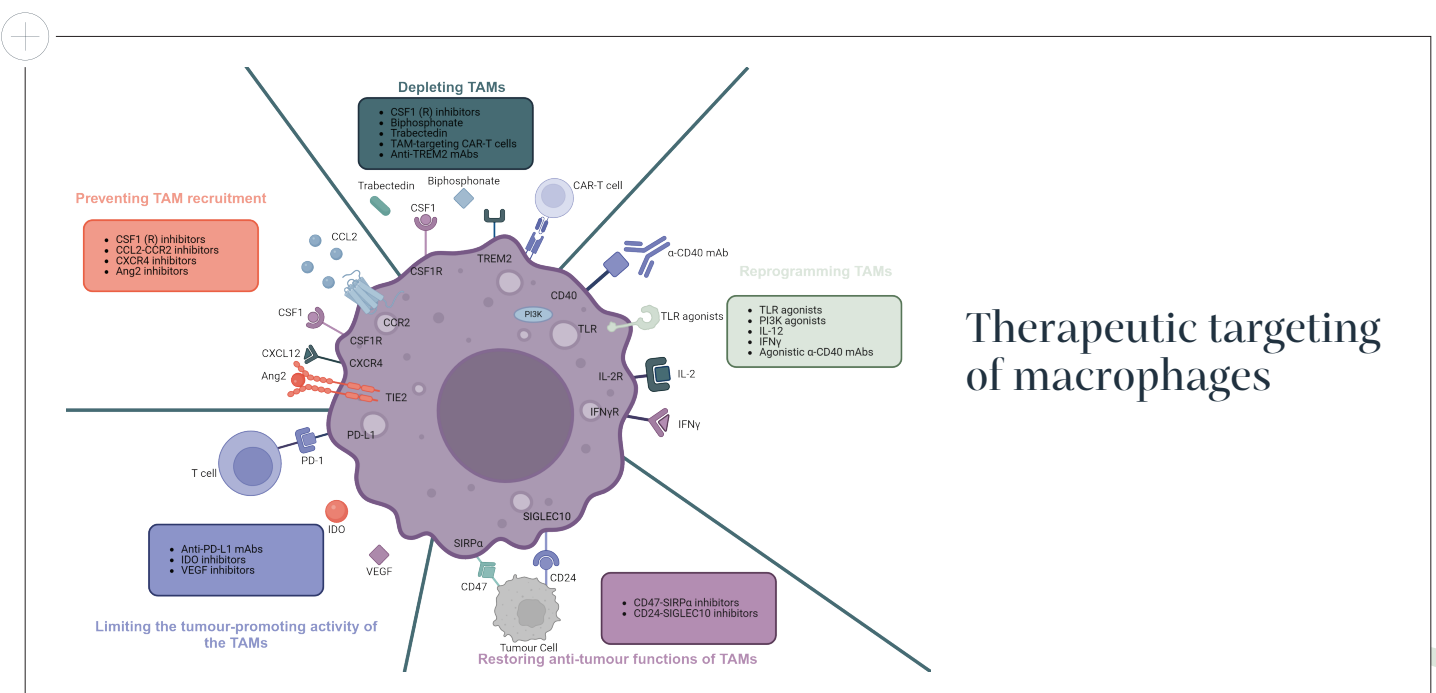 Depleting TAMs
CSF1 (R) inhibitors
Biphosphonate
Trabectedin
TAM-targeting CAR-T cells
Anti-TREM2 mAbs
Preventing TAM recruitment
CSF1 (R) inhibitors
CCL2-CCR2 inhibitors
CXCR4 inhibitors
Ang2 inhibitors
Trabectedin
Biphosphonate
CAR-T cell
CSF1
CCL2
TREM2
CSF1R
α-CD40 mAb
CD40
Reprogramming TAMs
TLR agonists
PI3K agonists
IL-12
IFNγ
Agonistic α-CD40 mAbs
PI3K
TLR
TLR agonists
CSF1
CCR2
CSF1R
CXCL12
CXCR4
Ang2
TIE2
IL-2R
IL-2
IFNγR
IFNγ
PD-L1
PD-1
T cell
IDO
VEGF
Anti-PD-L1 mAbs
IDO inhibitors
VEGF inhibitors
Limiting the tumour-promoting activity of
the TAMs
SIGLEC10
SIRPα
CD47
CD24
Tumour Cell
CD47-SIRPα inhibitors
CD24-SIGLEC10 inhibitors
Restoring anti-tumour functions of TAMs
Therapeutic targeting
of macrophages